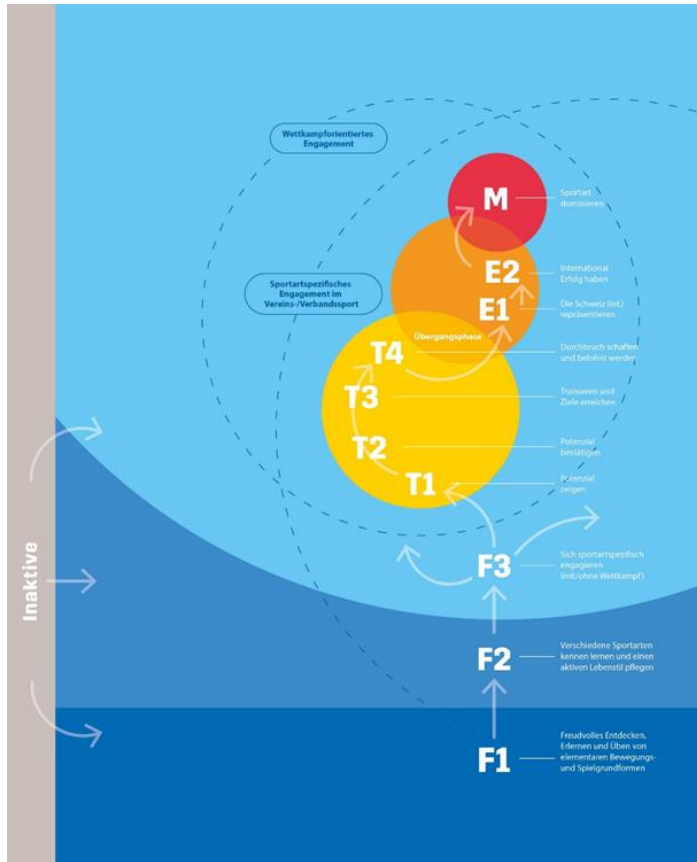 Wettkampforientiertes
Engagement
M
Sportart
dominieren
E2
International
Erfolg haben
Sportartspezifisches
Engagement im
Vereins-/Verbandssport
E1
Die Schweiz (int.)
repräsentieren
Übergangsphase
T4
Durchbruch schaffen
und belohnt werden
T3
Trainieren und
Ziele erreichen
T2
Potenzial
bestätigen
T1
Potenzial
zeigen
Inaktive
F3
Sich sportartspezifisch
engagieren
(mit/ohne Wettkampf)
F2
Verschiedene Sportarten
kennen lernen und einen
aktiven Lebenstil pflegen
F1
Freudvolles Entdecken,
Erlernen und Üben von
elementaren Bewegungs-
und Spielgrundformen